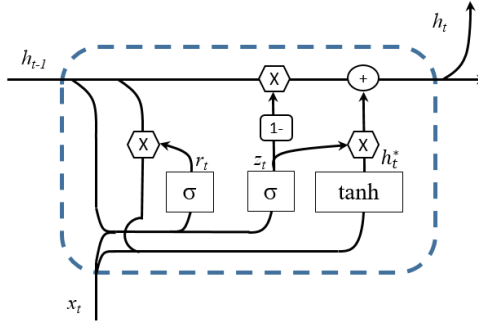 h_t
h_{t-1}
X
+
1-
X
r_t
z_t
X
h_t^*
σ
σ
tanh
x_t